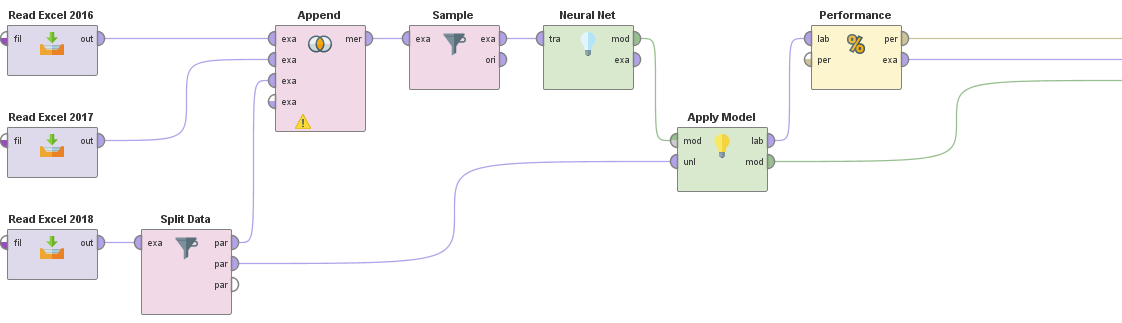 Read Excel 2016
fil out
Append
exa mer
exa
exa
exa
Sample
exa exa
ori
Neural Net
tra mod
exa
Performance
lab per
per exa
%
Read Excel 2017
fil out
Apply Model
mod lab
unl mod
Read Excel 2018
fil out
Split Data
exa par
par
par